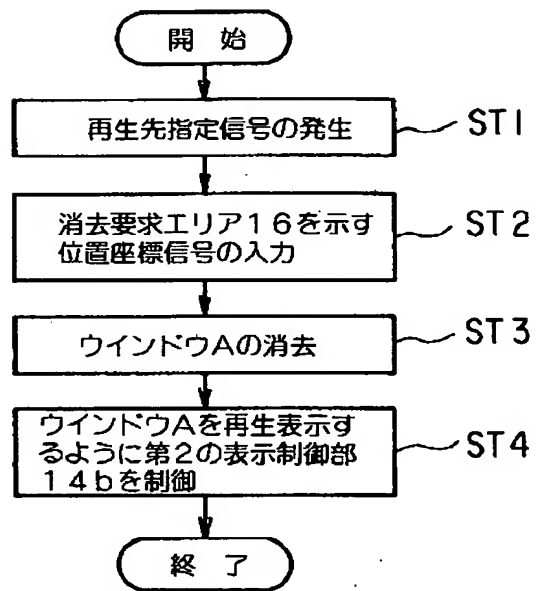 開 始
再生先指定信号の発生
ST1
消去要求エリア16を示す
位置座標信号の入力
ST2
ウインドウAの消去
ST3
ウインドウAを再生表示す
るように第2の表示制御部
14bを制御
ST4
終 了